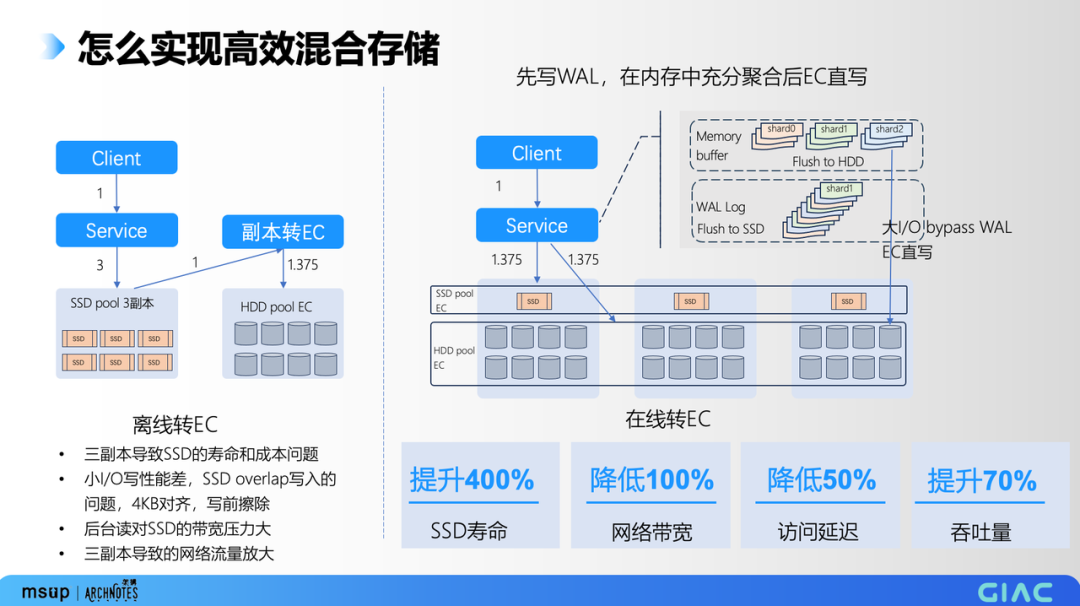 怎么实现高效混合存储
先写WAL，在内存中充分聚合后EC直写
Client
1
Service
副本转EC
3
1
1.375
SSD pool 3副本
SSD
SSD
SSD
SSD
SSD
SSD
HDD pool EC
离线转EC
• 三副本导致SSD的寿命和成本问题
• 小I/O写性能差，SSD overlap写入的
问题，4KB对齐，写前擦除
• 后台读对SSD的带宽压力大
• 三副本导致的网络流量放大
Client
1
Service
1.375
1.375
Memory
buffer
shard0
shard1
shard2
Flush to HDD
WAL Log
Flush to SSD
shard1
大I/O bypass WAL
EC直写
SSD pool
EC
SSD
SSD
SSD
HDD pool
EC
在线转EC
提升400%
SSD寿命
降低100%
网络带宽
降低50%
访问延迟
提升70%
吞吐量
msup
ARCHNOTES
GIAC